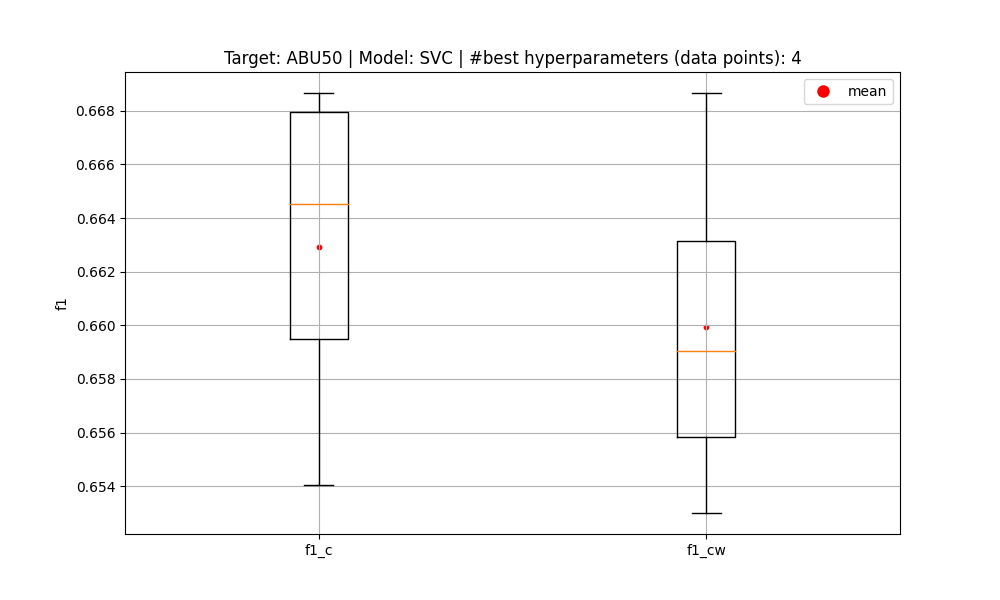 Target: ABU50 | Model: SVC | #best hyperparameters (data points): 4
mean
0.668
0.666
0.664
0.662
0.660
0.658
0.656
0.654
f1
f1_c
f1_cw